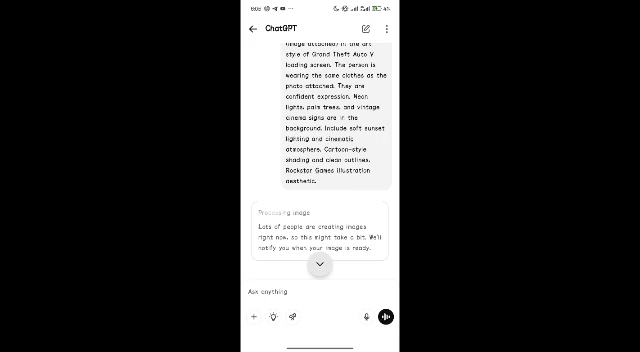 6:06 4%
ChatGPT
(image attached) in the art
style of Grand Theft Auto V
loading screen. The person is
wearing the same clothes as the
photo attached. They are
confident expression. Neon
lights, palm trees, and vintage
cinema signs are in the
background. Include soft sunset
lighting and cinematic
atmosphere. Cartoon-style
shading and clean outlines.
Rockstar Games illustration
aesthetic.
Processing image
Lots of people are creating images
right now, so this might take a bit. We'll
notify you when your image is ready.
Ask anything